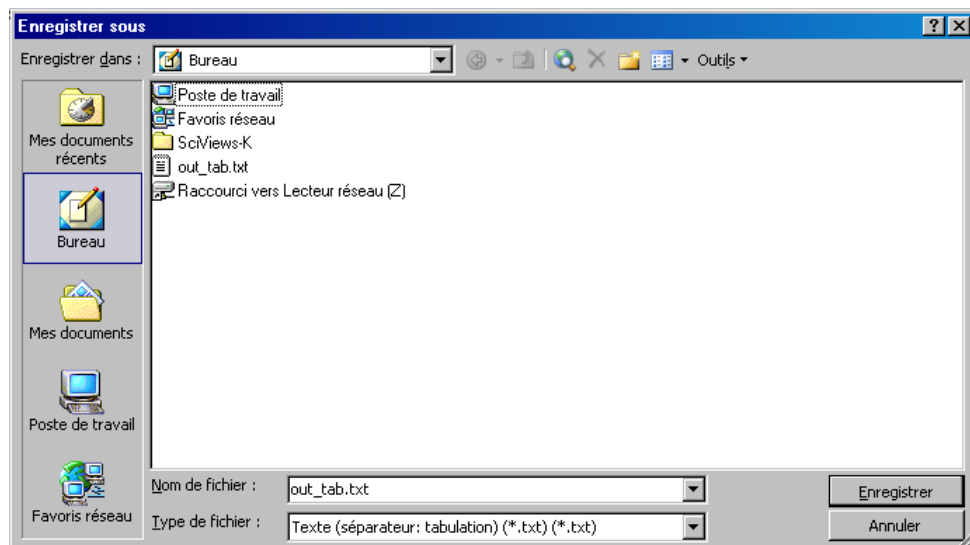 Enregistrer sous
Enregistrer dans :
Bureau
Outils
Mes documents
récents
Bureau
Mes documents
Poste de travail
Favoris réseau
Poste de travail
Favoris réseau
SciViews-K
out_tab.txt
Raccourci vers Lecteur réseau (Z)
Nom de fichier :
out_tab.txt
Enregistrer
Type de fichier :
Texte (séparateur: tabulation) (*.txt) (*.txt)
Annuler